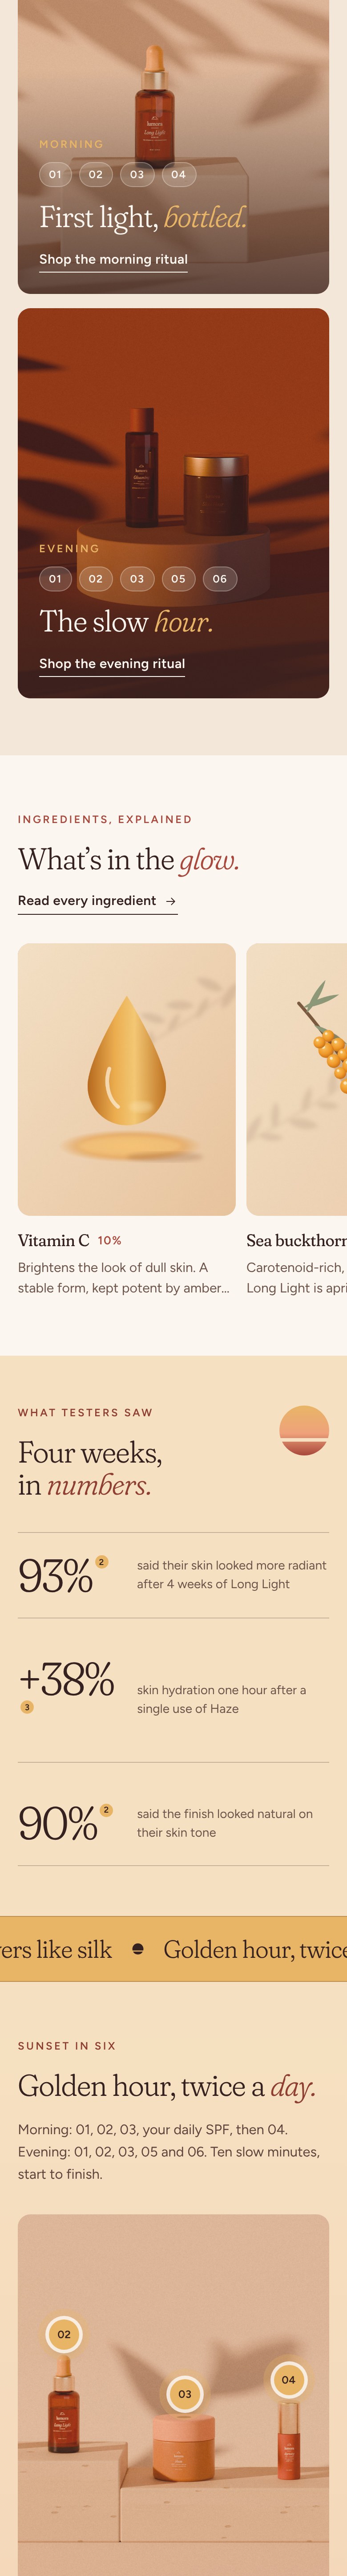 Long Light
MORNING
01 02 03 04
First light, bottled.
Shop the morning ritual
EVENING
01 02 03 05 06
The slow hour.
Shop the evening ritual
INGREDIENTS, EXPLAINED
What's in the glow.
Read every ingredient →
Vitamin C 10%
Brightens the look of dull skin. A
stable form, kept potent by amber...
Sea buckthorn
Carotenoid-rich,
Long Light is apri
WHAT TESTERS SAW
Four weeks,
in numbers.
93% 2
said their skin looked more radiant
after 4 weeks of Long Light
+38%
3
skin hydration one hour after a
single use of Haze
90% 2
said the finish looked natural on
their skin tone
ers like silk
Golden hour, twice
SUNSET IN SIX
Golden hour, twice a day.
Morning: 01, 02, 03, your daily SPF, then 04.
Evening: 01, 02, 03, 05 and 06. Ten slow minutes,
start to finish.
02
03
04
Long Light